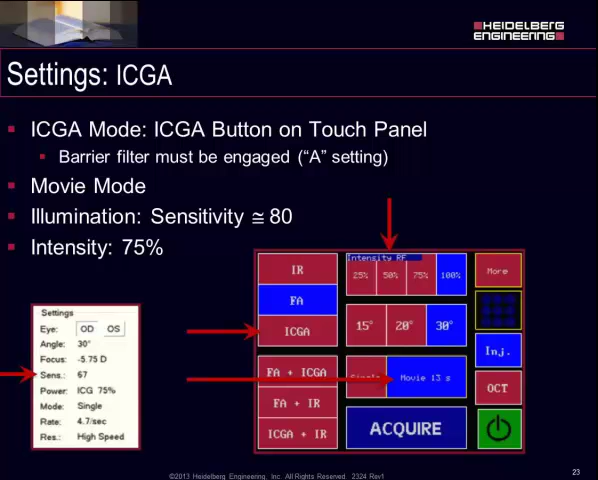 HEIDELBERG
ENGINEERING
Settings: ICGA
ICGA Mode: ICGA Button on Touch Panel
Barrier filter must be engaged (“A” setting)
Movie Mode
Illumination: Sensitivity ≅ 80
Intensity: 75%
Settings
Eye: OD OS
Angle: 30°
Focus: -5.75 D
Sens.: 67
Power: ICG 75%
Mode: Single
Rate: 4.7/sec
Res.: High Speed
IR
FA
ICGA
FA + ICGA
FA + IR
ICGA + IR
Intensity RF
25% 50% 75% 100%
15° 20° 30°
Single Movie 13 s
ACQUIRE
More
Inj.
OCT
©2013 Heidelberg Engineering, Inc. All Rights Reserved. 2324 Rev1
23